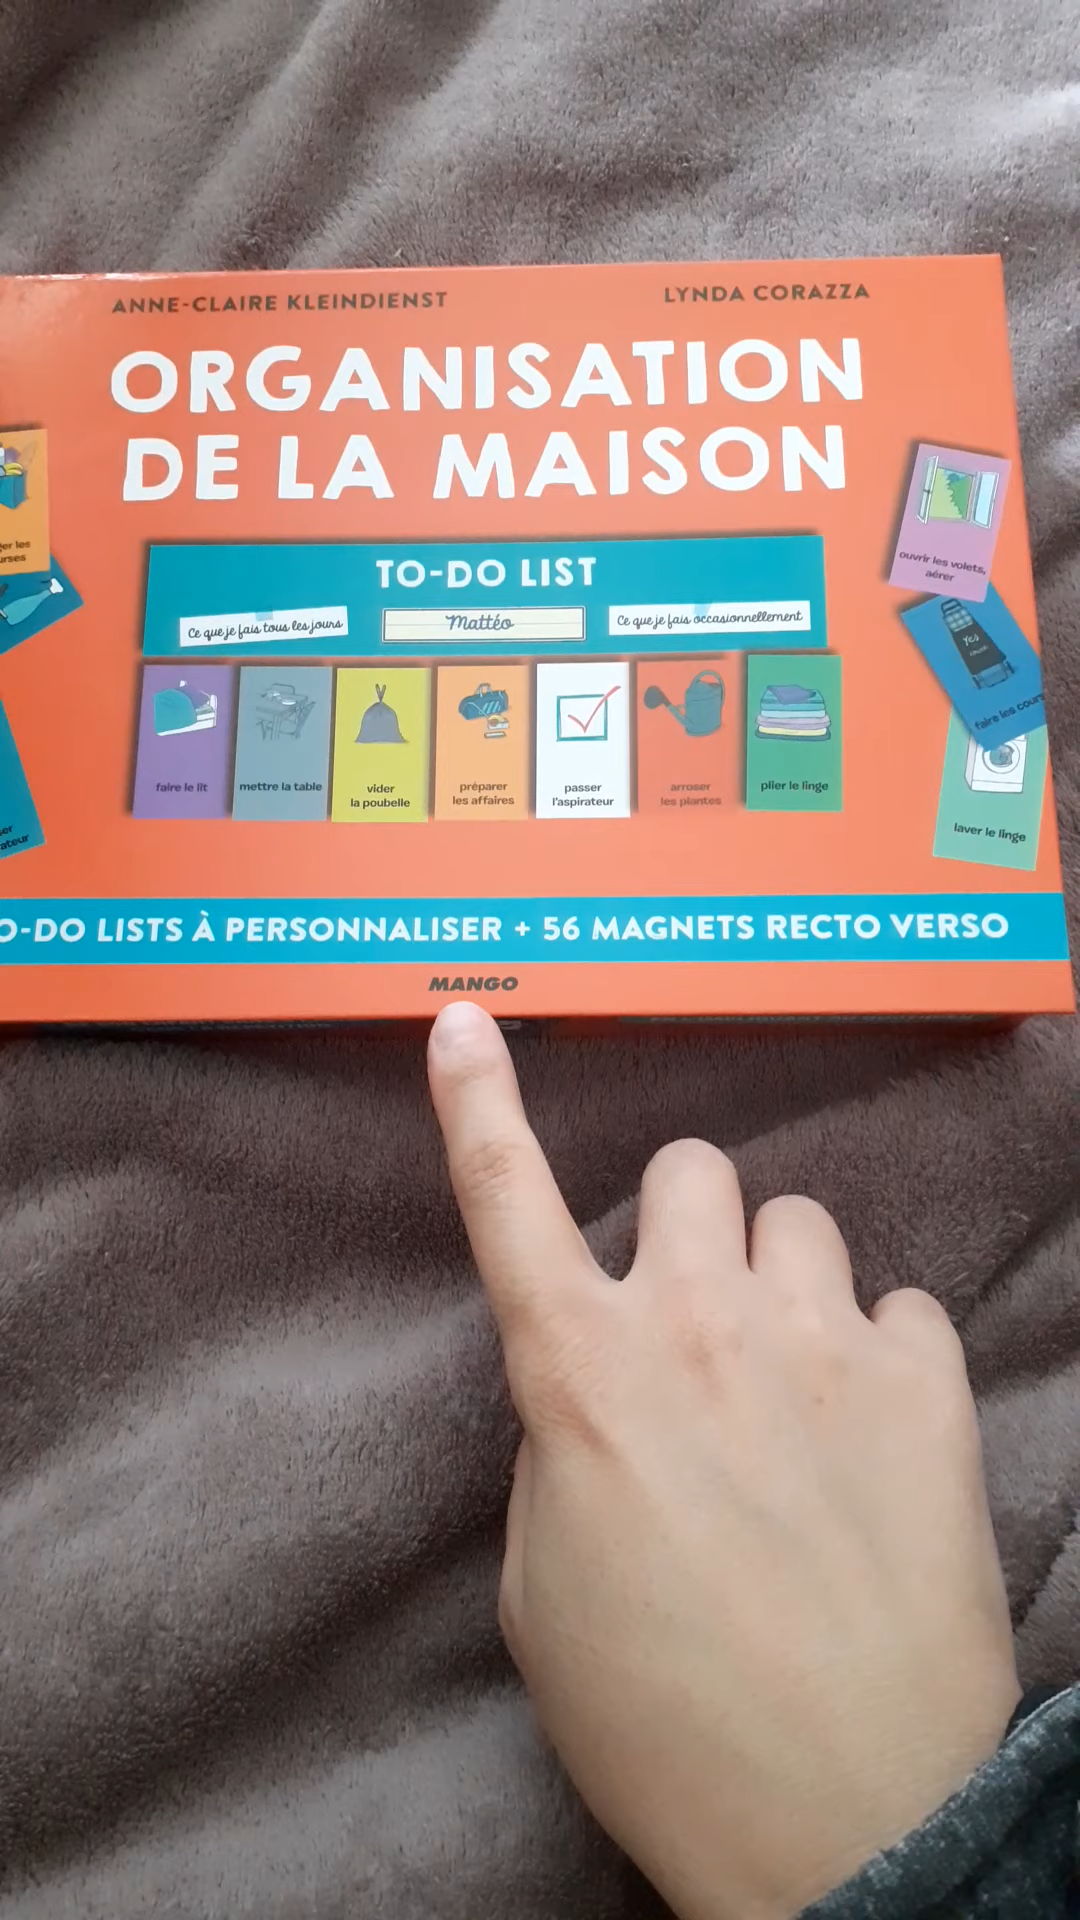 ANNE-CLAIRE KLEINDIENST
LYNDA CORAZZA
ORGANISATION
DE LA MAISON
TO-DO LIST
Ce que je fais tous les jours
Mattéo
Ce que je fais occasionnellement
faire le lit
mettre la table
vider
la poubelle
préparer
les affaires
passer
l'aspirateur
arroser
les plantes
plier le linge
ouvrir les volets,
aérer
Yes
faire les
laver le linge
O-DO LISTS À PERSONNALISER + 56 MAGNETS RECTO VERSO
MANGO